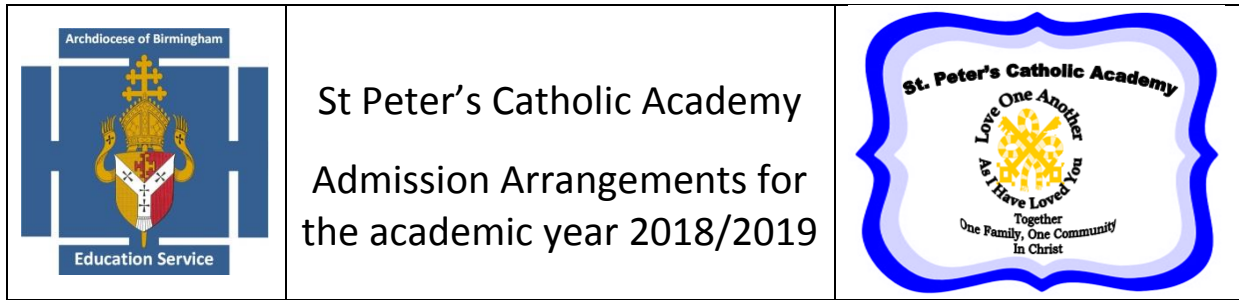 Archdiocese of Birmingham
Education Service
St Peter’s Catholic Academy
Admission Arrangements for
the academic year 2018/2019
St. Peter's Catholic Academy
Love One Another
As I Have Loved You
Together
One Family, One Community
In Christ